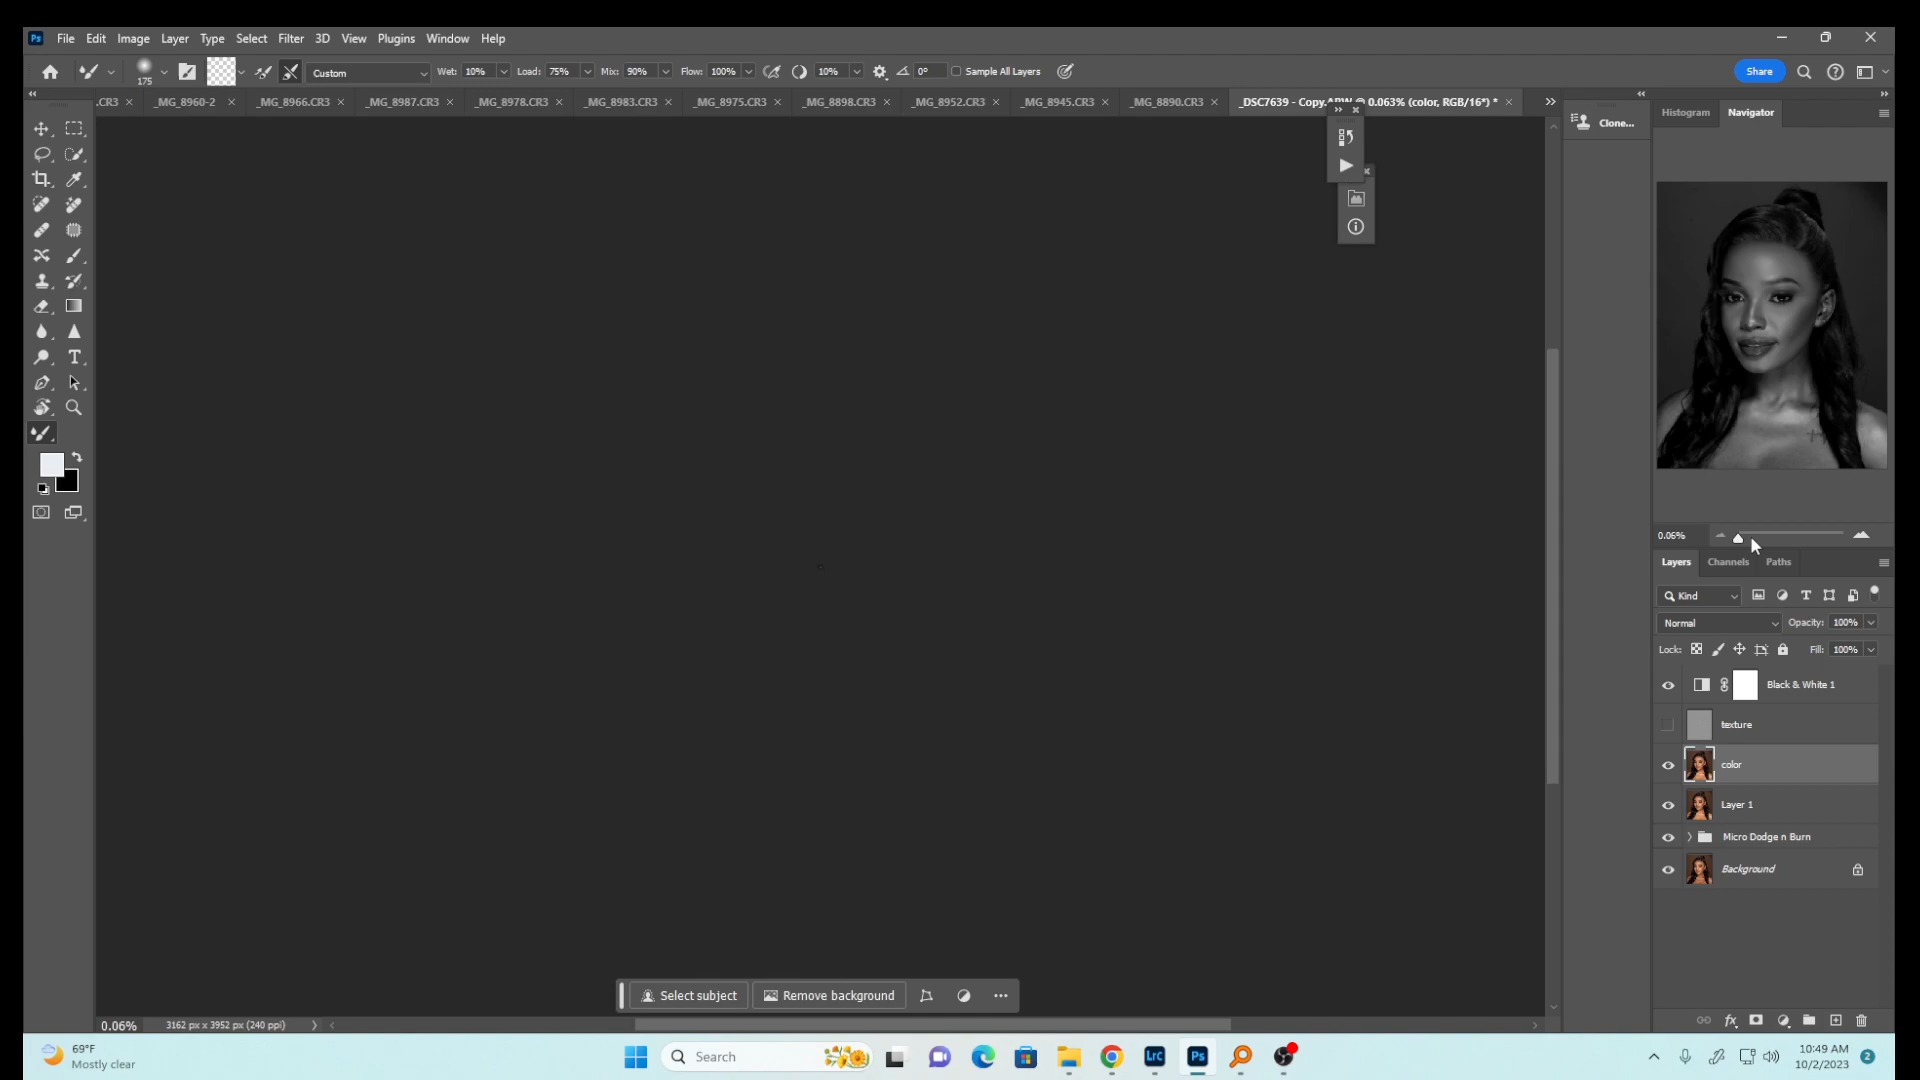 Ps File Edit Image Layer Type Select Filter 3D View Plugins Window Help
175 Custom Wet: 10% Load: 75% Mix: 90% Flow: 100% 10% 0° Sample All Layers Share
.CR3 × _MG_8960-2 × _MG_8966.CR3 × _MG_8987.CR3 × _MG_8978.CR3 × _MG_8983.CR3 × _MG_8975.CR3 × _MG_8898.CR3 × _MG_8952.CR3 × _MG_8945.CR3 × _MG_8890.CR3 × _DSC7639 - Copy.ARW @ 0.063% (color, RGB/16*) * ×
Clone...
Histogram Navigator
0.06%
Layers Channels Paths
Kind
Normal Opacity: 100%
Lock: Fill: 100%
Black & White 1
texture
color
Layer 1
Micro Dodge n Burn
Background
Select subject Remove background
0.06% 3162 px x 3952 px (240 ppi)
69°F
Mostly clear
Search
Lrc Ps
10:49 AM
10/2/2023
2